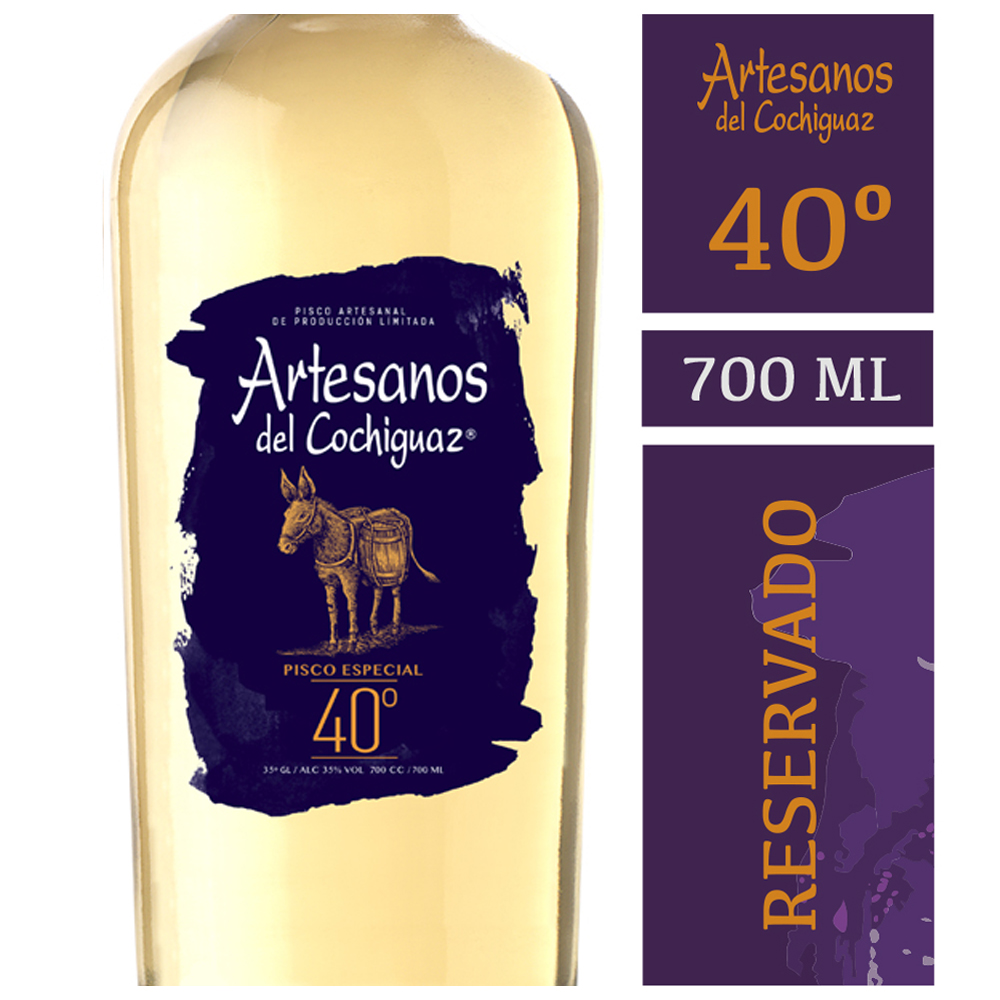 PISCO ARTESANAL
DE PRODUCCIÓN LIMITADA
Artesanos
del Cochiguaz®
PISCO ESPECIAL
40º
35º GL / ALC 35% VOL 700 CC / 700 ML
Artesanos
del Cochiguaz
40º
700 ML
RESERVADO